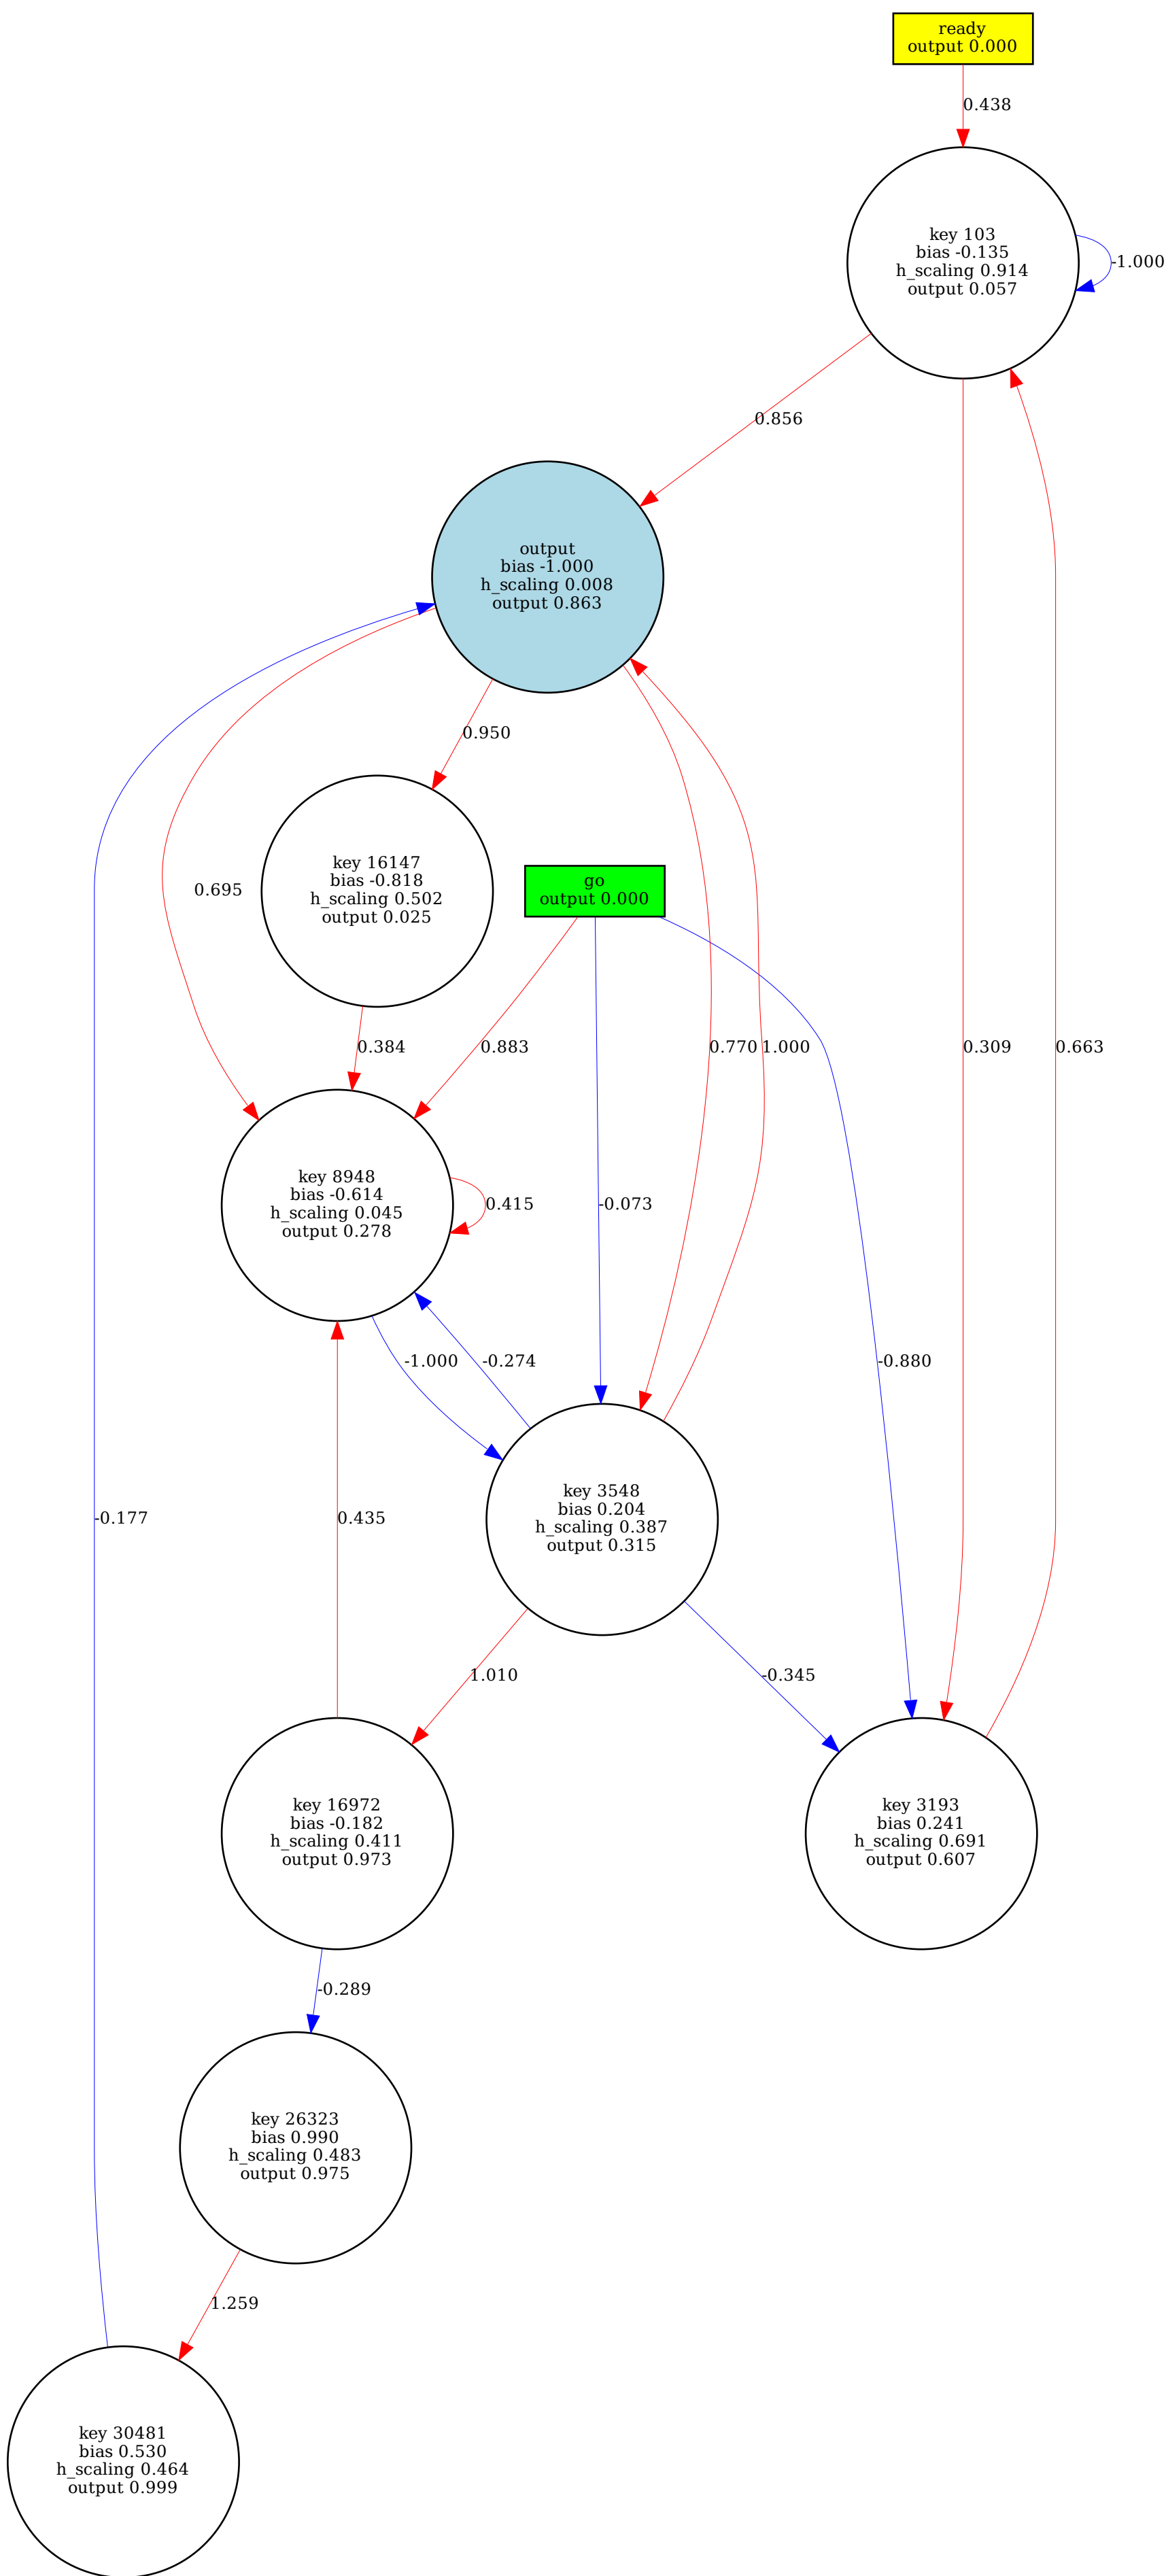 ready
output 0.000
0.438
key 103
bias -0.135
h_scaling 0.914
output 0.057
-1.000
0.856
output
bias -1.000
h_scaling 0.008
output 0.863
0.950
key 16147
bias -0.818
h_scaling 0.502
output 0.025
go
output 0.000
0.695
0.384
0.883
0.770
1.000
0.309
0.663
key 8948
bias -0.614
h_scaling 0.045
output 0.278
0.415
-0.073
-1.000
-0.274
-0.880
key 3548
bias 0.204
h_scaling 0.387
output 0.315
-0.177
0.435
1.010
-0.345
key 16972
bias -0.182
h_scaling 0.411
output 0.973
key 3193
bias 0.241
h_scaling 0.691
output 0.607
-0.289
key 26323
bias 0.990
h_scaling 0.483
output 0.975
1.259
key 30481
bias 0.530
h_scaling 0.464
output 0.999